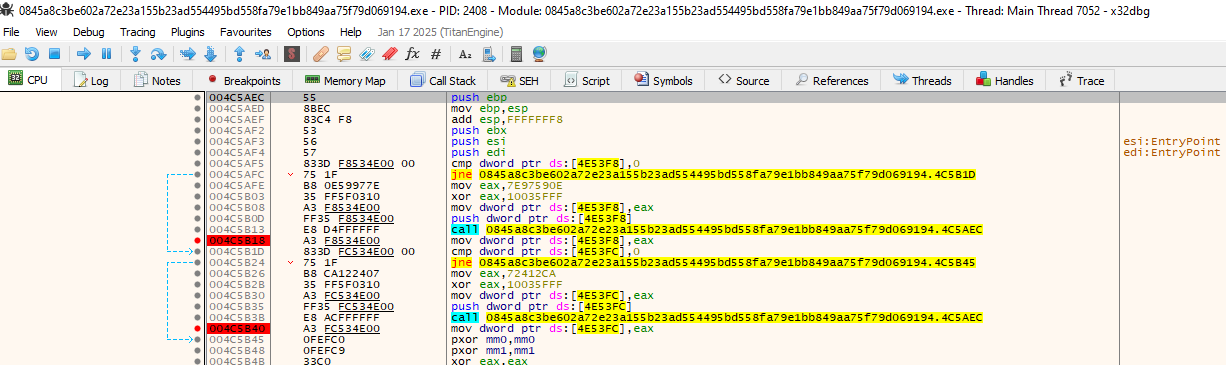 0845a8c3be602a72e23a155b23ad554495bd558fa79e1bb849aa75f79d069194.exe - PID: 2408 - Module: 0845a8c3be602a72e23a155b23ad554495bd558fa79e1bb849aa75f79d069194.exe - Thread: Main Thread 7052 - x32dbg
File View Debug Tracing Plugins Favourites Options Help Jan 17 2025 (TitanEngine)
CPU Log Notes Breakpoints Memory Map Call Stack SEH Script Symbols Source References Threads Handles Trace
004C5AEC 55 push ebp
004C5AED 8BEC mov ebp,esp
004C5AEF 83C4 F8 add esp,FFFFFFF8
004C5AF2 53 push ebx
004C5AF3 56 push esi esi:EntryPoint
004C5AF4 57 push edi edi:EntryPoint
004C5AF5 833D F8534E00 00 cmp dword ptr ds:[4E53F8],0
004C5AFC 75 1F jne 0845a8c3be602a72e23a155b23ad554495bd558fa79e1bb849aa75f79d069194.4C5B1D
004C5AFE B8 0E59977E mov eax,7E97590E
004C5B03 35 FF5F0310 xor eax,10035FFF
004C5B08 A3 F8534E00 mov dword ptr ds:[4E53F8],eax
004C5B0D FF35 F8534E00 push dword ptr ds:[4E53F8]
004C5B13 E8 D4FFFFFF call 0845a8c3be602a72e23a155b23ad554495bd558fa79e1bb849aa75f79d069194.4C5AEC
004C5B18 A3 F8534E00 mov dword ptr ds:[4E53F8],eax
004C5B1D 833D FC534E00 00 cmp dword ptr ds:[4E53FC],0
004C5B24 75 1F jne 0845a8c3be602a72e23a155b23ad554495bd558fa79e1bb849aa75f79d069194.4C5B45
004C5B26 B8 CA122407 mov eax,72412CA
004C5B2B 35 FF5F0310 xor eax,10035FFF
004C5B30 A3 FC534E00 mov dword ptr ds:[4E53FC],eax
004C5B35 FF35 FC534E00 push dword ptr ds:[4E53FC]
004C5B3B E8 ACFFFFFF call 0845a8c3be602a72e23a155b23ad554495bd558fa79e1bb849aa75f79d069194.4C5AEC
004C5B40 A3 FC534E00 mov dword ptr ds:[4E53FC],eax
004C5B45 0FEFC0 pxor mm0,mm0
004C5B48 0FEFC9 pxor mm1,mm1
004C5B4B 33C0 xor eax,eax